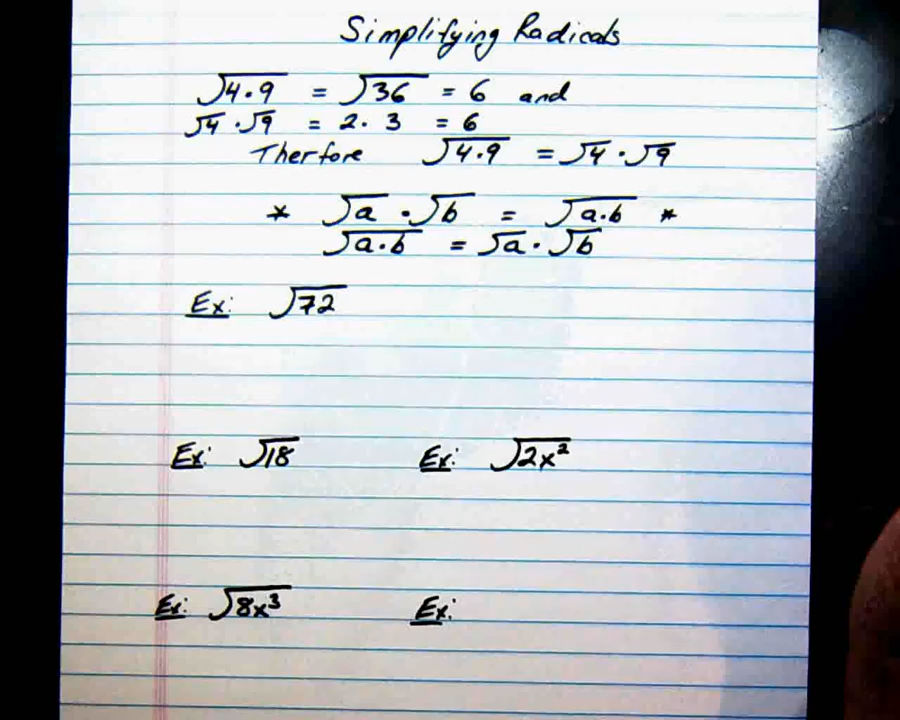 Simplifying Radicals
√4·9 = √36 = 6 and
√4·√9 = 2·3 = 6
Therfore √4·9 = √4·√9
* √a·√b = √a·b *
√a·b = √a·√b
Ex: √72
Ex: √18 Ex: √2x²
Ex: √8x³ Ex: